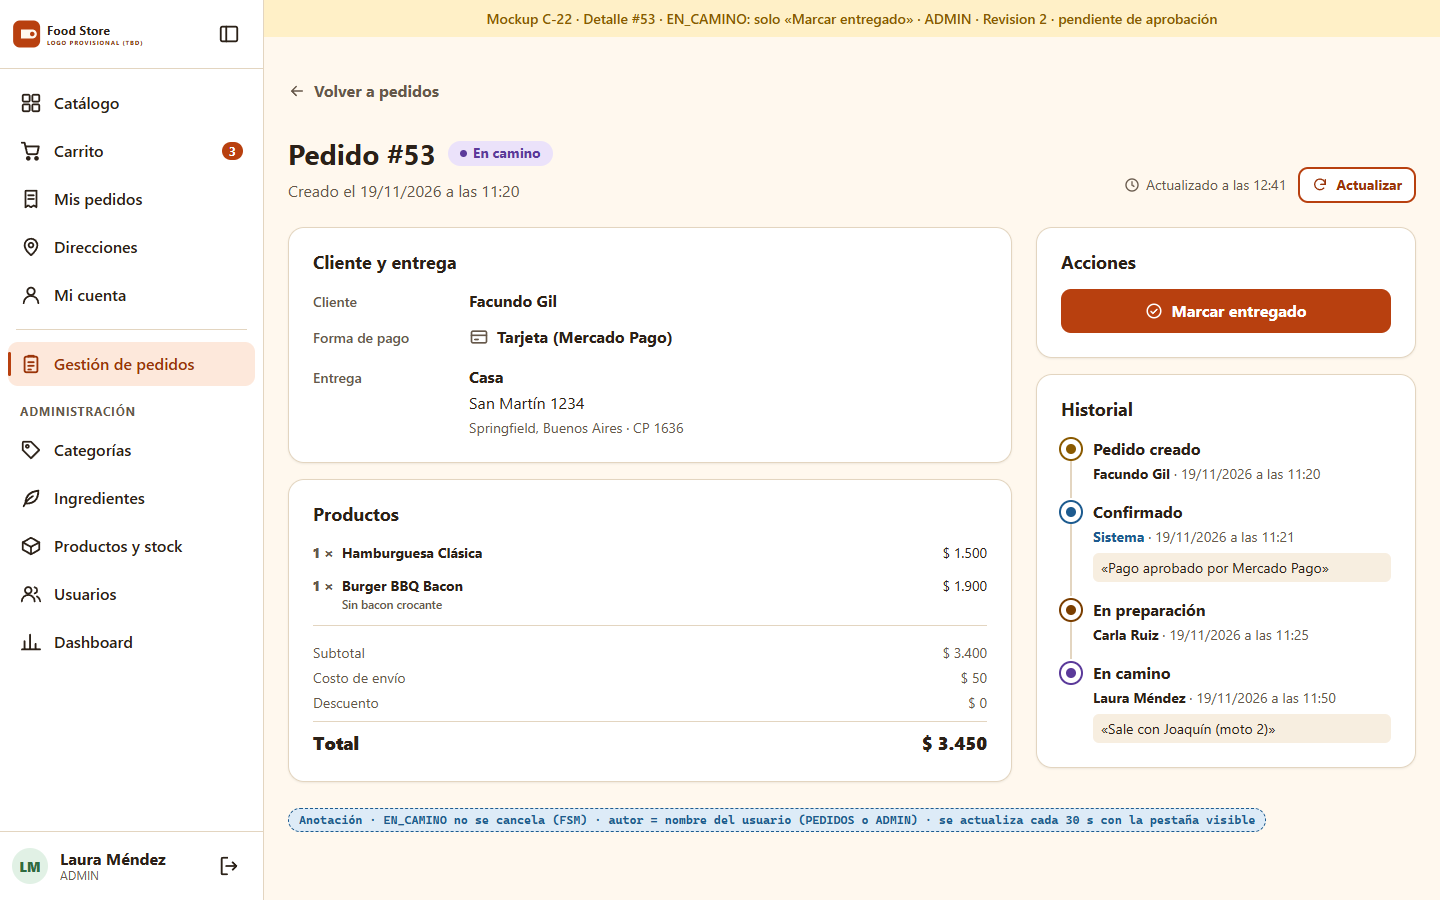 Food Store
LOGO PROVISIONAL (TBD)
Catálogo
Carrito
3
Mis pedidos
Direcciones
Mi cuenta
Gestión de pedidos
ADMINISTRACIÓN
Categorías
Ingredientes
Productos y stock
Usuarios
Dashboard
LM
Laura Méndez
ADMIN
Mockup C-22 · Detalle #53 · EN_CAMINO: solo «Marcar entregado» · ADMIN · Revision 2 · pendiente de aprobación
Volver a pedidos
Pedido #53
En camino
Creado el 19/11/2026 a las 11:20
Actualizado a las 12:41
Actualizar
Cliente y entrega
Cliente
Facundo Gil
Forma de pago
Tarjeta (Mercado Pago)
Entrega
Casa
San Martín 1234
Springfield, Buenos Aires · CP 1636
Productos
1 × Hamburguesa Clásica $ 1.500
1 × Burger BBQ Bacon $ 1.900
Sin bacon crocante
Subtotal $ 3.400
Costo de envío $ 50
Descuento $ 0
Total $ 3.450
Acciones
Marcar entregado
Historial
Pedido creado
Facundo Gil · 19/11/2026 a las 11:20
Confirmado
Sistema · 19/11/2026 a las 11:21
«Pago aprobado por Mercado Pago»
En preparación
Carla Ruiz · 19/11/2026 a las 11:25
En camino
Laura Méndez · 19/11/2026 a las 11:50
«Sale con Joaquín (moto 2)»
Anotación · EN_CAMINO no se cancela (FSM) · autor = nombre del usuario (PEDIDOS o ADMIN) · se actualiza cada 30 s con la pestaña visible